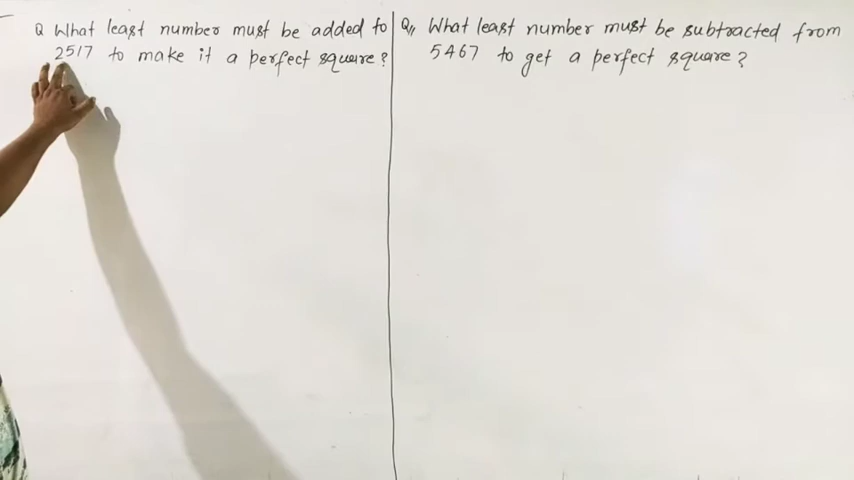 Q What least number must be added to
2517 to make it a perfect square?
Q, What least number must be subtracted from
5467 to get a perfect square?